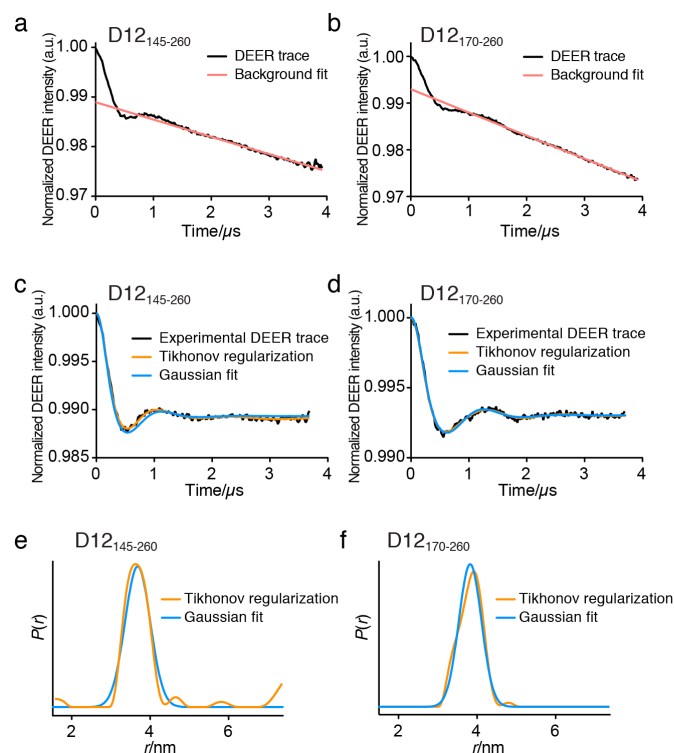 a
D12145-260
Normalized DEER intensity (a.u.)
1.00
0.99
0.98
0.97
DEER trace
Background fit
0 1 2 3 4
Time/µs
b
D12170-260
Normalized DEER intensity (a.u.)
1.00
0.99
0.98
0.97
DEER trace
Background fit
0 1 2 3 4
Time/µs
c
D12145-260
Normalized DEER intensity (a.u.)
1.000
0.995
0.990
0.985
Experimental DEER trace
Tikhonov regularization
Gaussian fit
0 1 2 3 4
Time/µs
d
D12170-260
Normalized DEER intensity (a.u.)
1.000
0.995
0.990
Experimental DEER trace
Tikhonov regularization
Gaussian fit
0 1 2 3 4
Time/µs
e
D12145-260
P(r)
Tikhonov regularization
Gaussian fit
2 4 6
r/nm
f
D12170-260
P(r)
Tikhonov regularization
Gaussian fit
2 4 6
r/nm